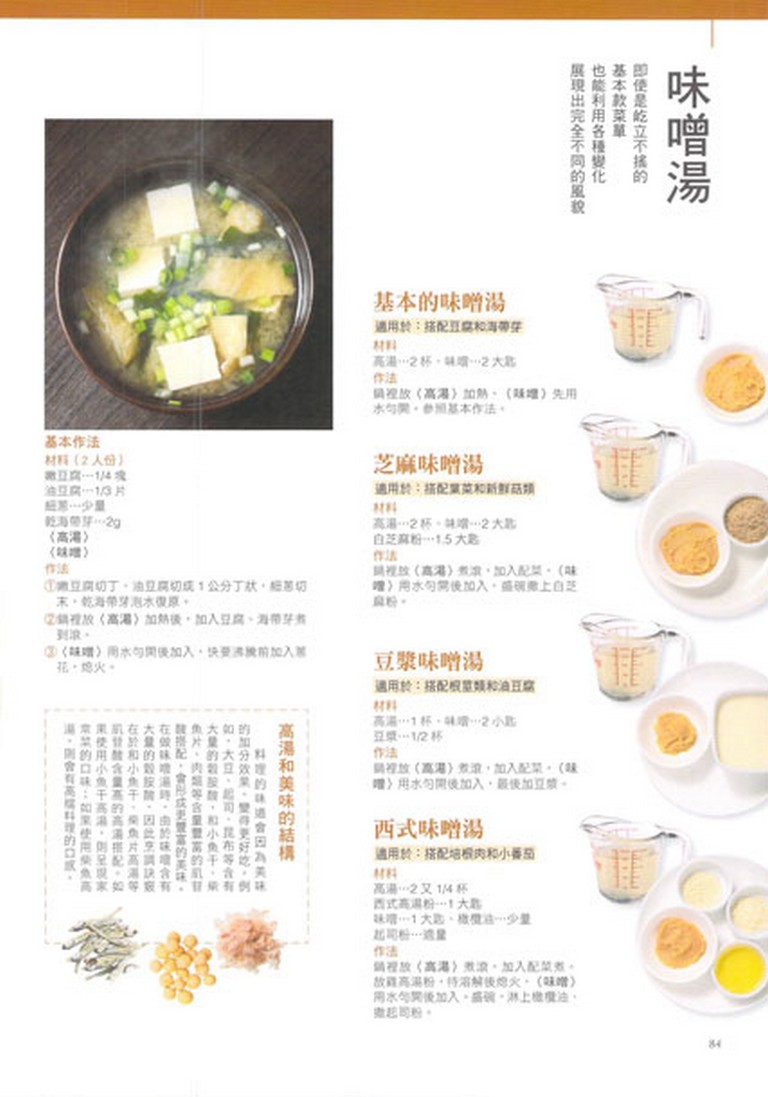 味噌湯
即使是屹立不搖的
基本款菜單
也能利用各種變化
展現出完全不同的風貌
基本的味噌湯
適用於:搭配豆腐和海帶芽
材料
高湯…2 杯,味噌…2 大匙
作法
鍋裡放〈高湯〉加熱,〈味噌〉先用
水勻開。參照基本作法。
芝麻味噌湯
適用於:搭配葉菜和新鮮菇類
材料
高湯…2 杯,味噌…2 大匙
白芝麻粉…1.5 大匙
作法
鍋裡放〈高湯〉煮滾,加入配菜。〈味
噌〉用水勻開後加入,盛碗撒上白芝
麻粉。
豆漿味噌湯
適用於:搭配根莖類和油豆腐
材料
高湯…1 杯,味噌…2 小匙
豆漿…1/2 杯
作法
鍋裡放〈高湯〉煮滾,加入配菜。〈味
噌〉用水勻開後加入,最後加豆漿。
西式味噌湯
適用於:搭配培根肉和小番茄
材料
高湯…2 又 1/4 杯
西式高湯粉…1 大匙
味噌…1 大匙、橄欖油…少量
起司粉…適量
作法
鍋裡放〈高湯〉煮滾,加入配菜煮。
放雞高湯粉,待溶解後熄火,〈味噌〉
用水勻開後加入。盛碗,淋上橄欖油,
撒起司粉。
基本作法
材料(2 人份)
嫩豆腐…1/4 塊
油豆腐…1/3 片
細蔥…少量
乾海帶芽…2g
〈高湯〉
〈味噌〉
作法
①嫩豆腐切丁,油豆腐切成 1 公分丁狀,細蔥切
末,乾海帶芽泡水復原。
②鍋裡放〈高湯〉加熱後,加入豆腐、海帶芽煮
到滾。
③〈味噌〉用水勻開後加入,快要沸騰前加入蔥
花,熄火。
高湯和美味的結構
料理的味道會因為美味
的加分效果,變得更好吃。例
如,大豆、起司、昆布等含有
大量的穀胺酸,和小魚干、柴
魚片、肉類等含量豐富的肌苷
酸搭配,會形成更豐富的美味。
在做味噌湯時,由於味噌含有
大量的穀胺酸,因此烹調訣竅
在於和小魚干、柴魚片高湯等
肌苷酸含量高的高湯搭配。如
果使用小魚干高湯,則呈現家
常菜的口味;如果使用柴魚高
湯,則會有高檔料理的口感。
84